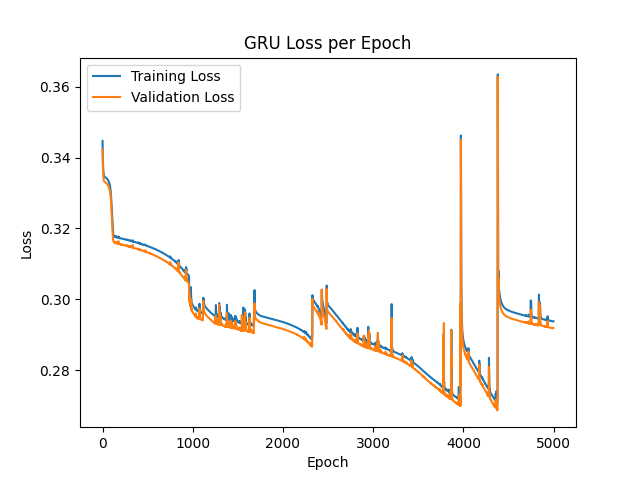 GRU Loss per Epoch
Training Loss
Validation Loss
0.36
0.34
0.32
0.30
0.28
Loss
0
1000
2000
3000
4000
5000
Epoch